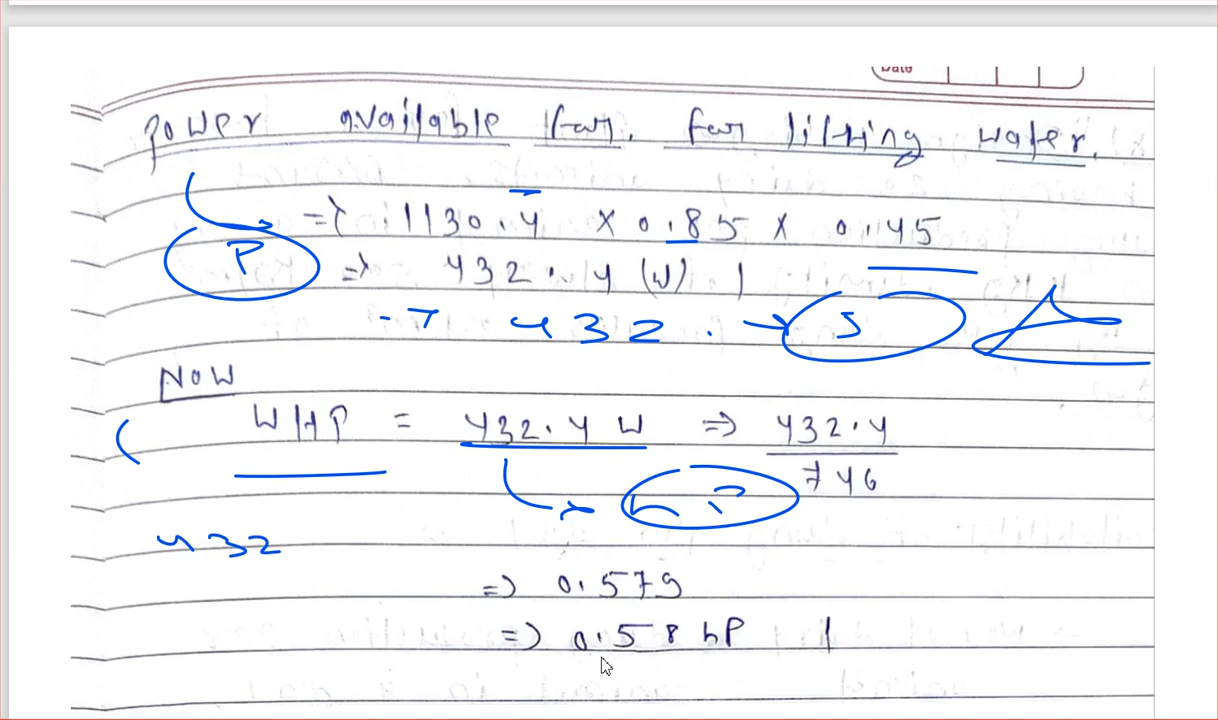 Date
power available for. for lifting water.
=> 1130.4 x 0.85 x 0.45
P => 432.4 (W)
→ 432. → J
Now
WHP = 432.4 W => 432.4 / 746
→ hP
432
=> 0.579
=> 0.58 hP